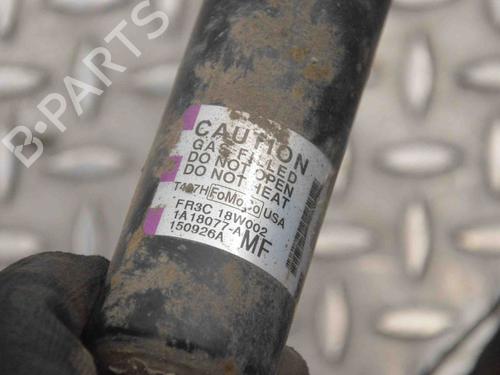 B-PARTS
CAUTION
GAS FILLED
DO NOT OPEN
DO NOT HEAT
FoMoCo USA
FR3C 18W002
1A18077-A
150926A MF